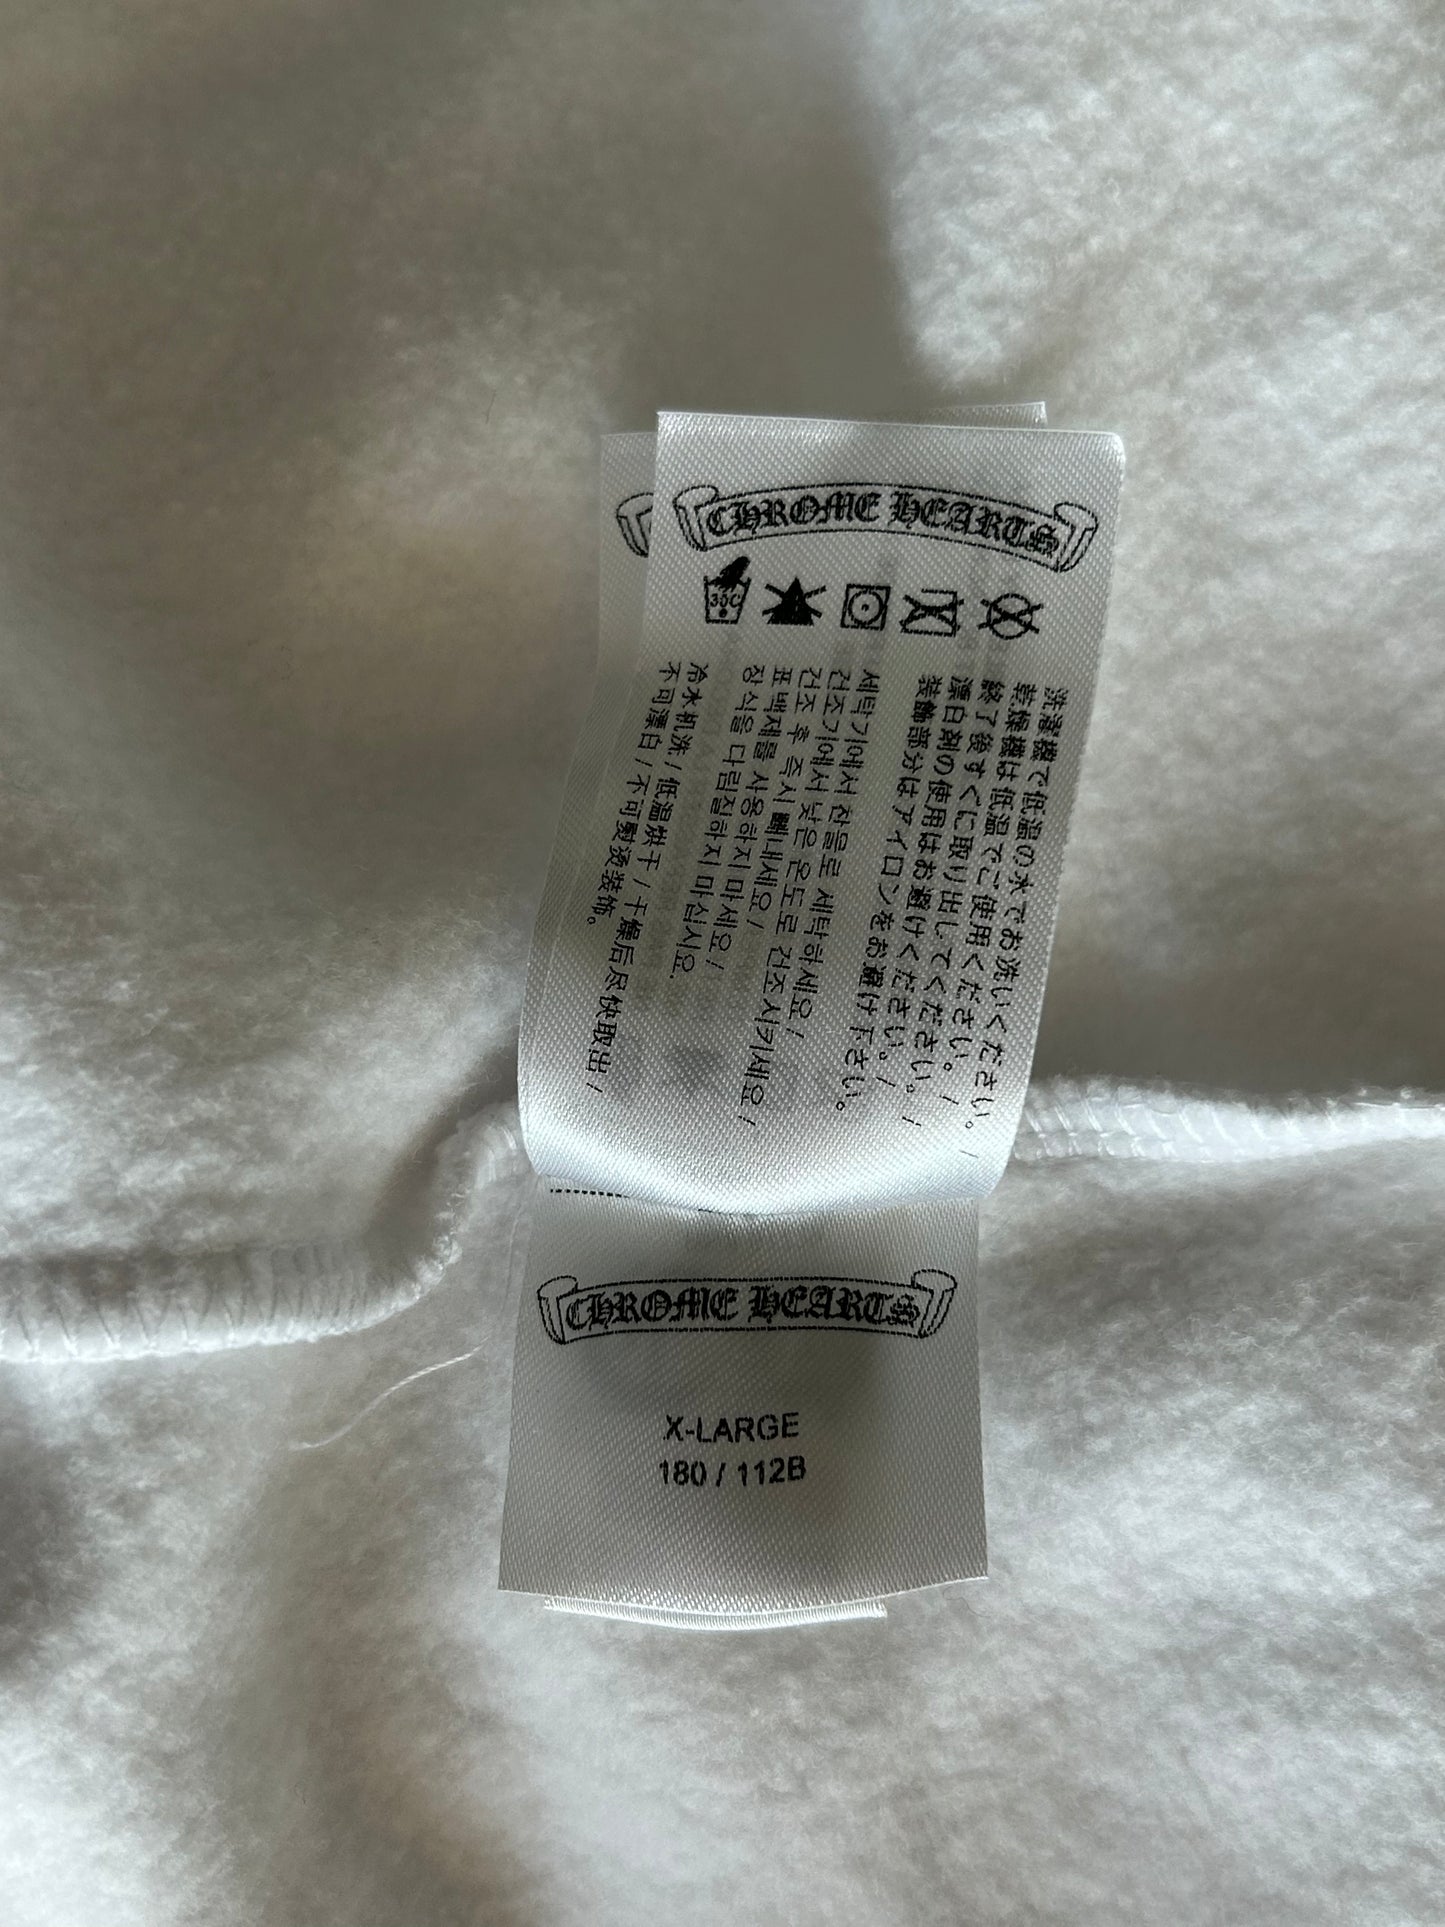 CHROME HEARTS
30C
洗濯機で低温の水でお洗いください。/
乾燥機は低温でご使用ください。/
終了後すぐに取り出してください。/
漂白剤の使用はお避けください。/
装飾部分はアイロンをお避け下さい。
세탁기에서 찬물로 세탁하세요/
건조기에서 낮은 온도로 건조시키세요/
건조 후 즉시 빼내세요/
표백제를 사용하지 마세요/
장식을 다림질하지 마십시요.
冷水机洗/低温烘干/干燥后尽快取出/
不可漂白/不可熨烫装饰。
CHROME HEARTS
X-LARGE
180 / 112B